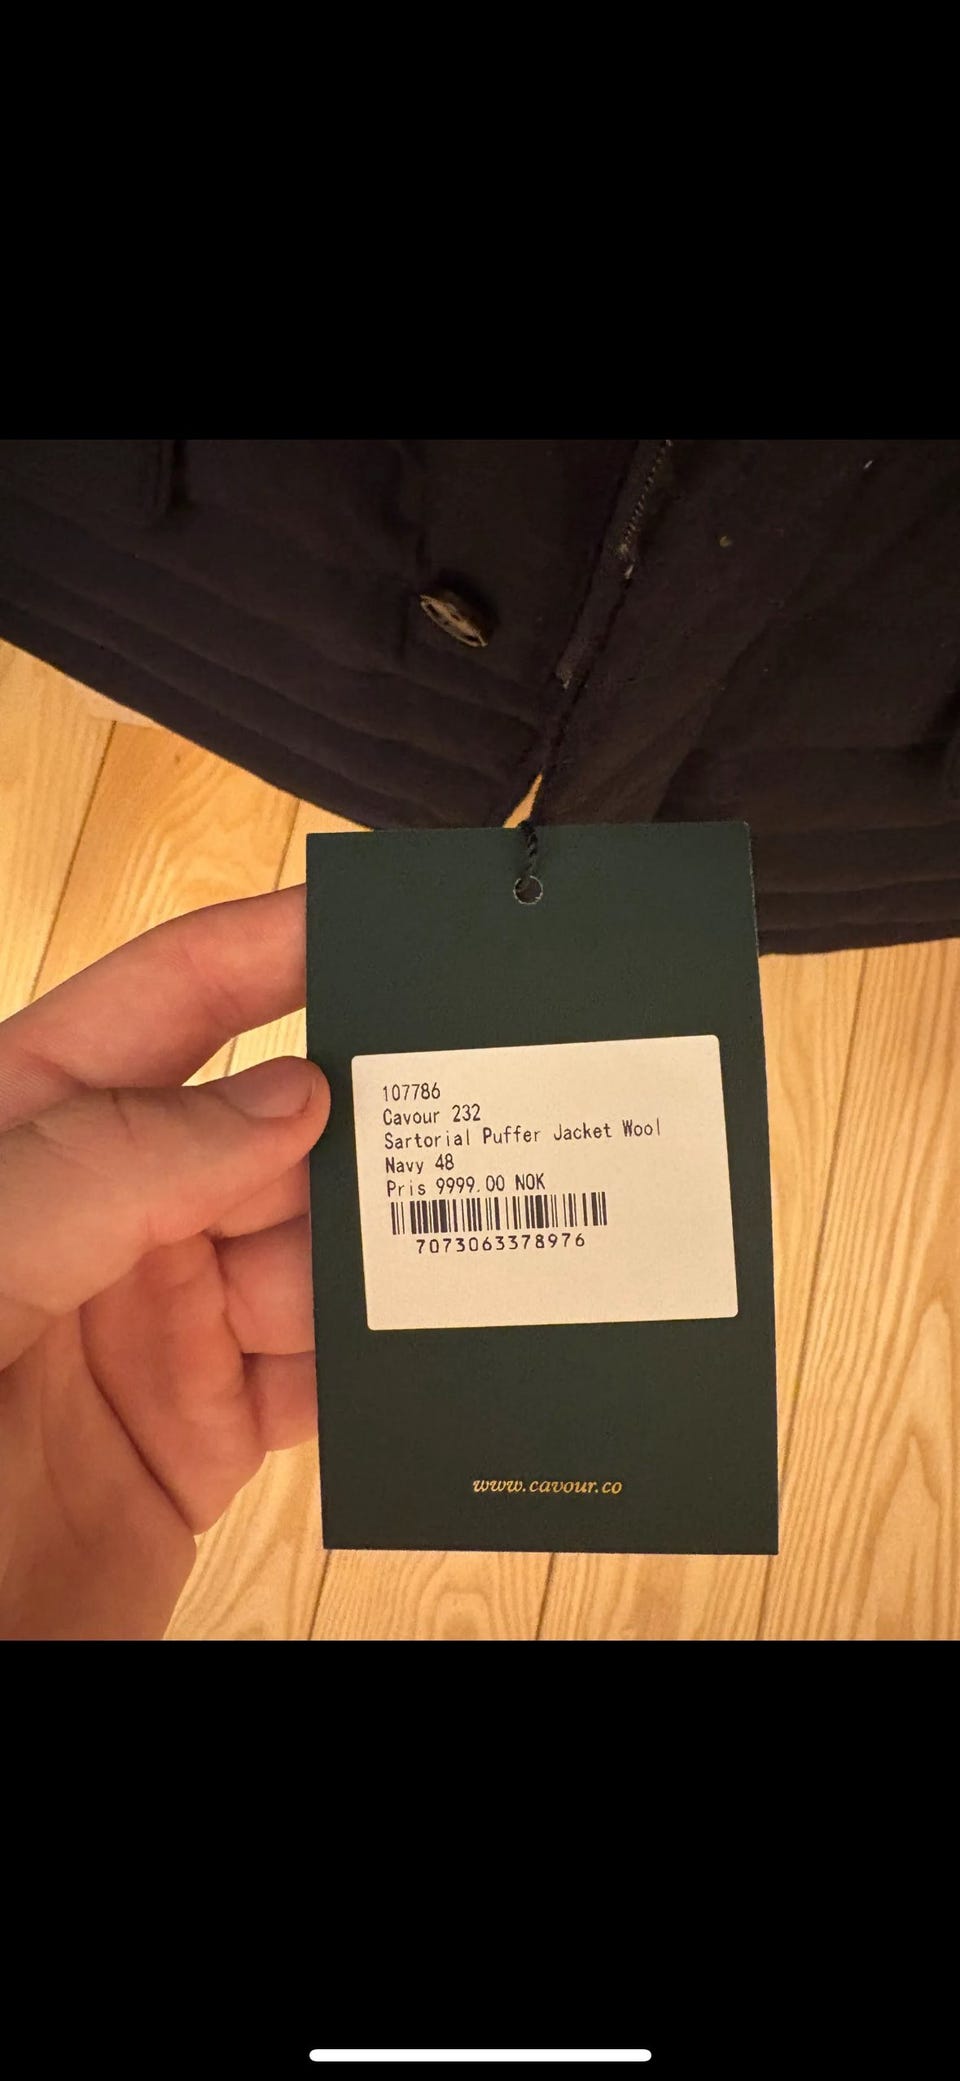 107786
Cavour 232
Sartorial Puffer Jacket Wool
Navy 48
Pris 9999.00 NOK
7073063378976
www.cavour.co